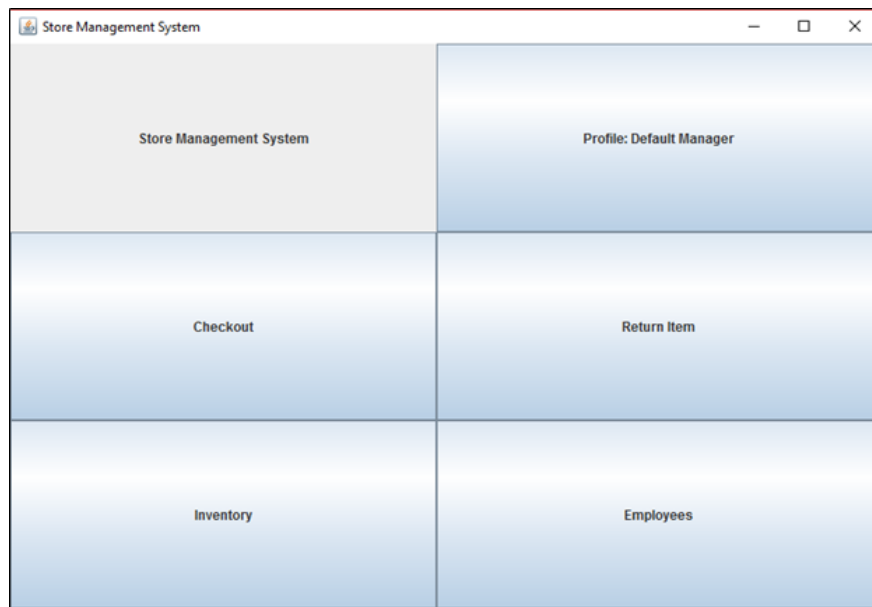 Store Management System
Store Management System
Profile: Default Manager
Checkout
Return Item
Inventory
Employees